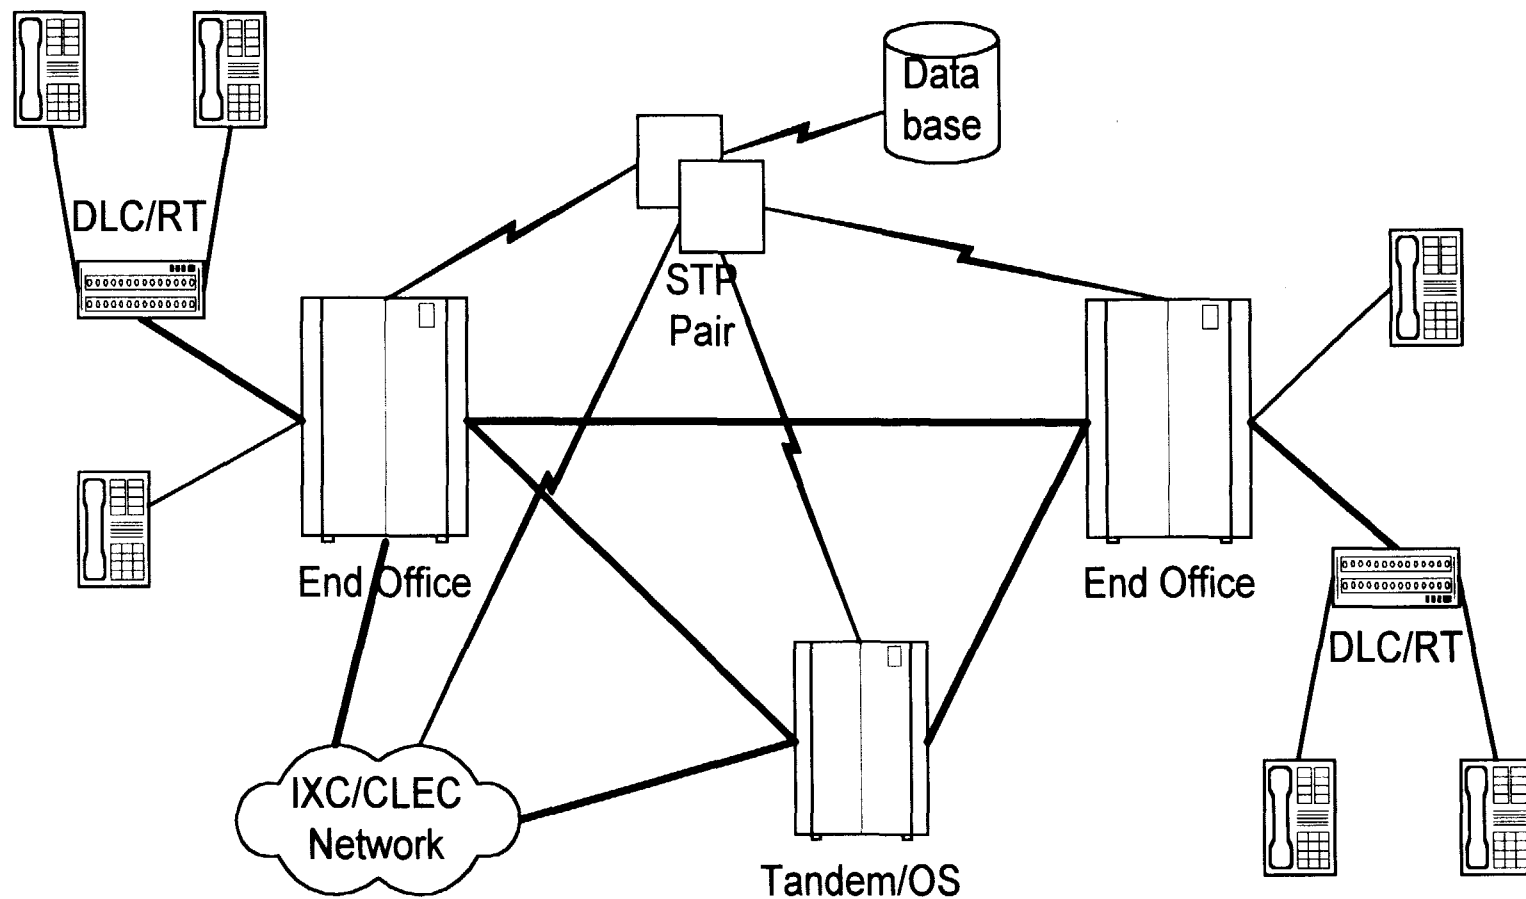 Data
base
DLC/RT
STP
Pair
End Office
End Office
DLC/RT
IXC/CLEC
Network
Tandem/OS